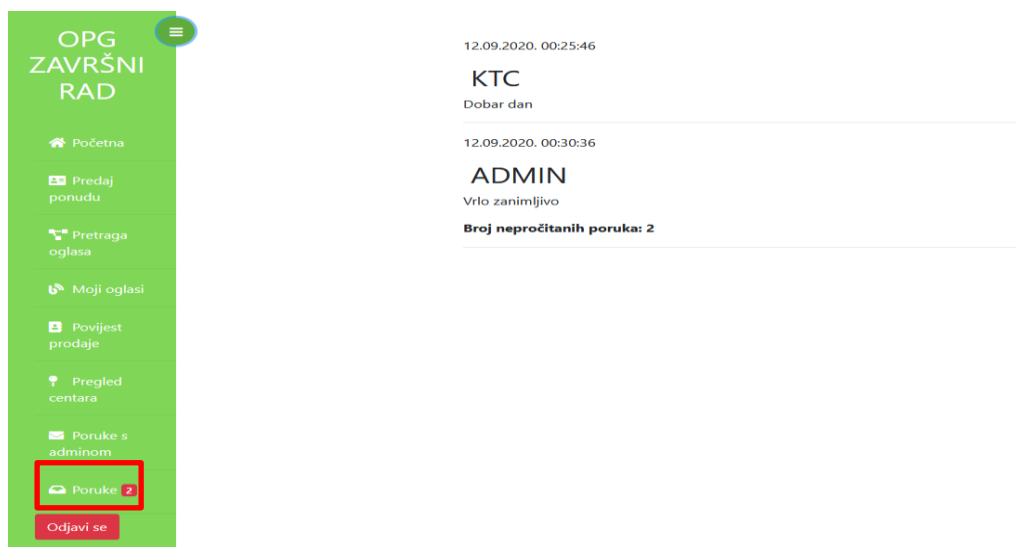 OPG
ZAVRŠNI
RAD
Početna
Predaj
ponudu
Pretraga
oglasa
Moji oglasi
Povijest
prodaje
Pregled
centara
Poruke s
adminom
Poruke 2
Odjavi se
12.09.2020. 00:25:46
KTC
Dobar dan
12.09.2020. 00:30:36
ADMIN
Vrlo zanimljivo
Broj nepročitanih poruka: 2